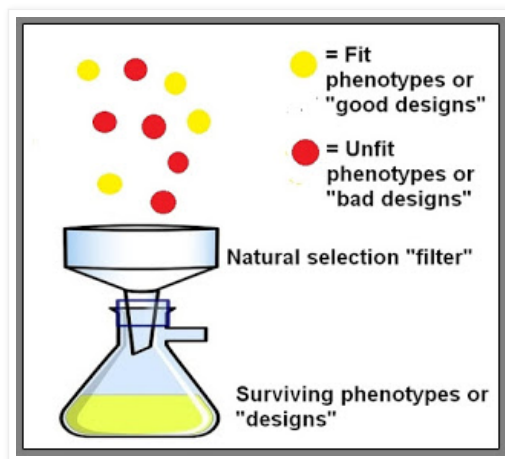 = Fit
phenotypes or
"good designs"
= Unfit
phenotypes or
"bad designs"
Natural selection "filter"
Surviving phenotypes or
"designs"